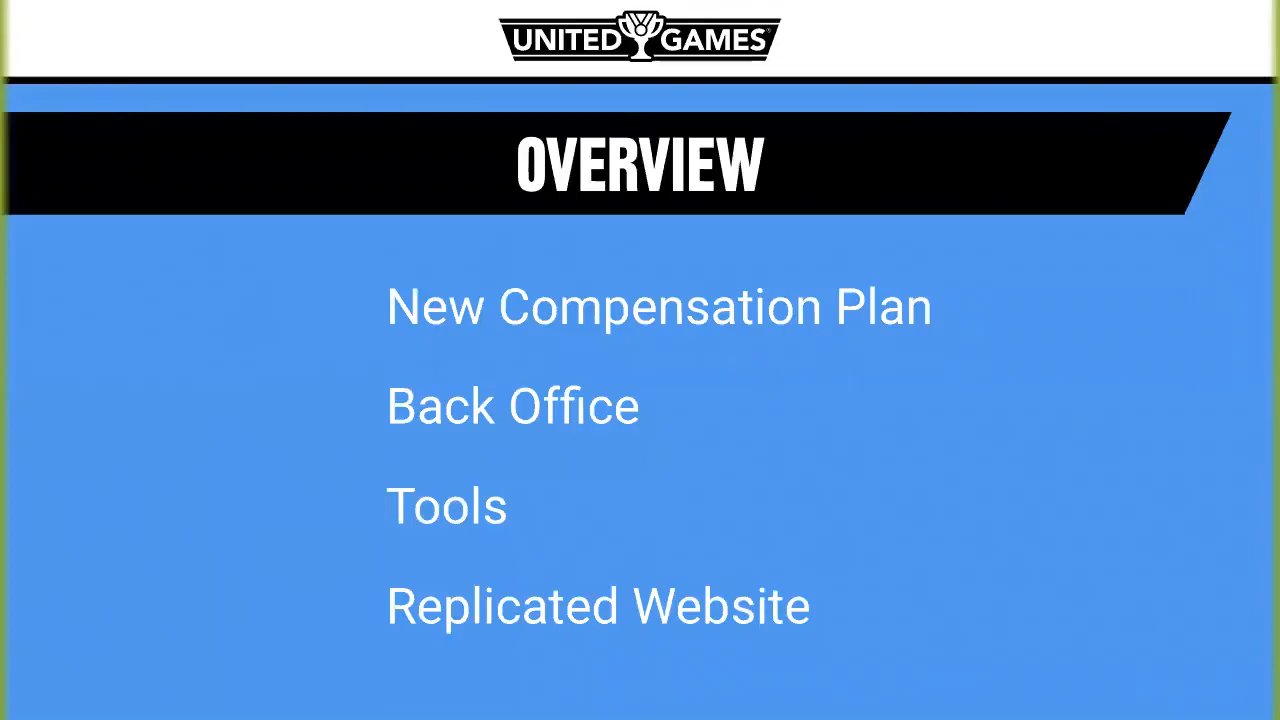 UNITED GAMES
OVERVIEW
New Compensation Plan
Back Office
Tools
Replicated Website